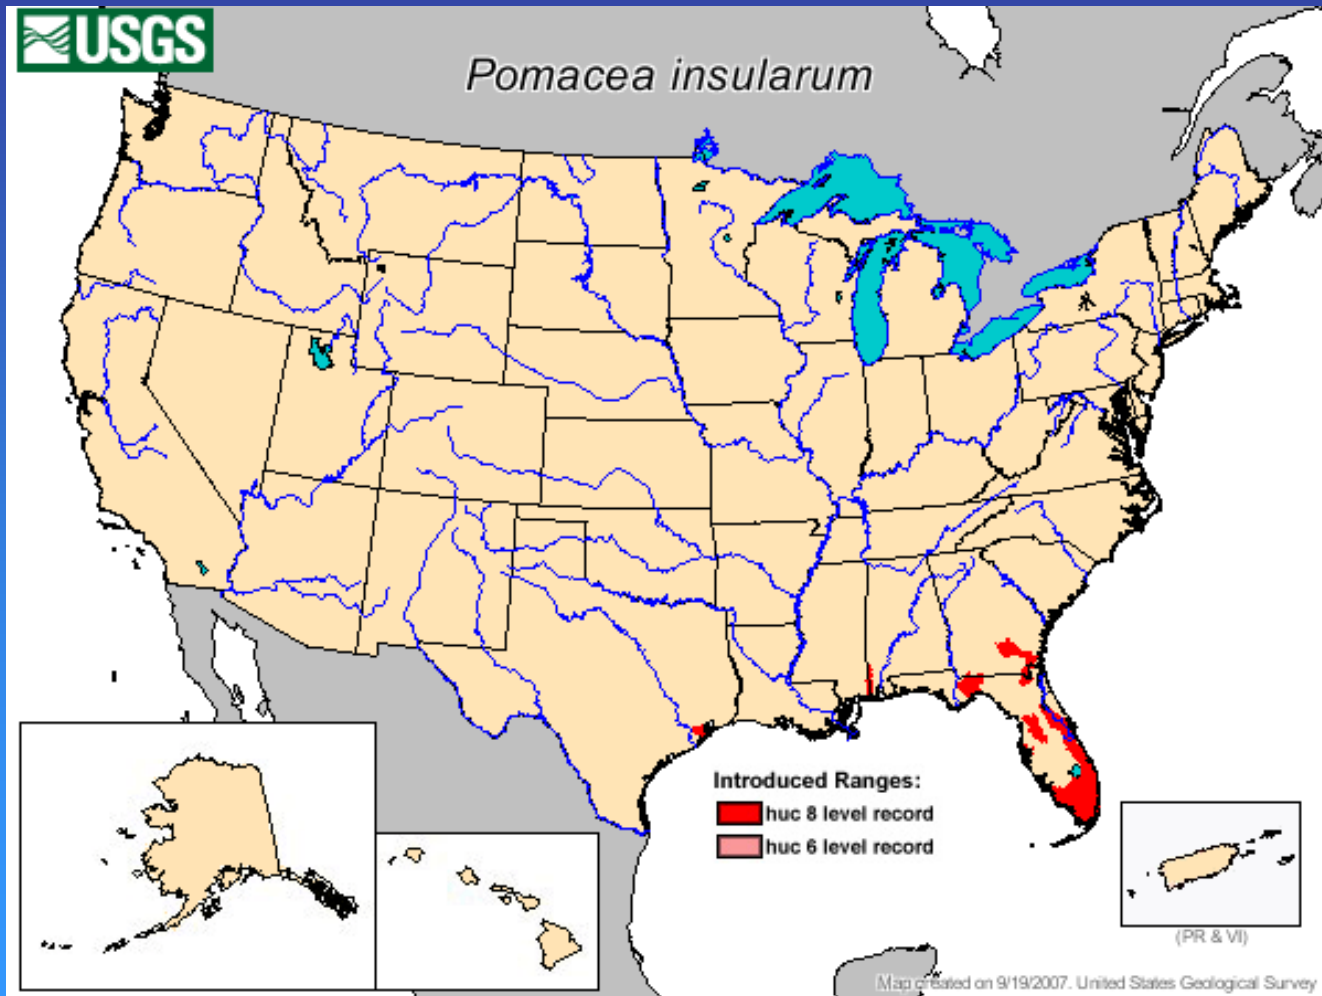 USGS
Pomacea insularum
Introduced Ranges:
huc 8 level record
huc 6 level record
(PR & VI)
Map created on 9/19/2007. United States Geological Survey